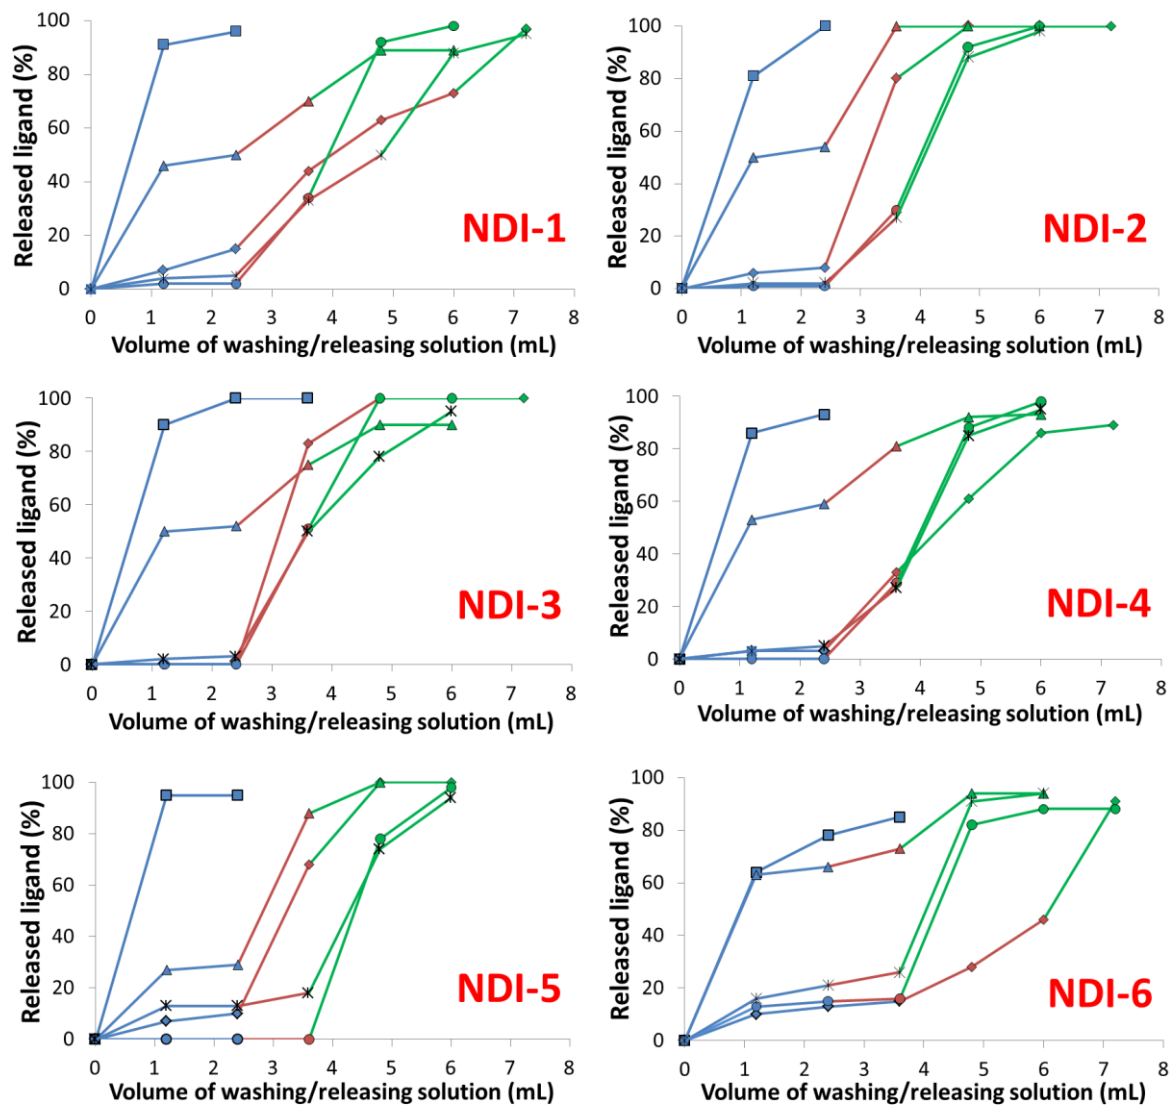 Released ligand (%)
100
80
60
40
20
0
0 1 2 3 4 5 6 7 8
Volume of washing/releasing solution (mL)
NDI-1
Released ligand (%)
100
80
60
40
20
0
0 1 2 3 4 5 6 7 8
Volume of washing/releasing solution (mL)
NDI-2
Released ligand (%)
100
80
60
40
20
0
0 1 2 3 4 5 6 7 8
Volume of washing/releasing solution (mL)
NDI-3
Released ligand (%)
100
80
60
40
20
0
0 1 2 3 4 5 6 7 8
Volume of washing/releasing solution (mL)
NDI-4
Released ligand (%)
100
80
60
40
20
0
0 1 2 3 4 5 6 7 8
Volume of washing/releasing solution (mL)
NDI-5
Released ligand (%)
100
80
60
40
20
0
0 1 2 3 4 5 6 7 8
Volume of washing/releasing solution (mL)
NDI-6